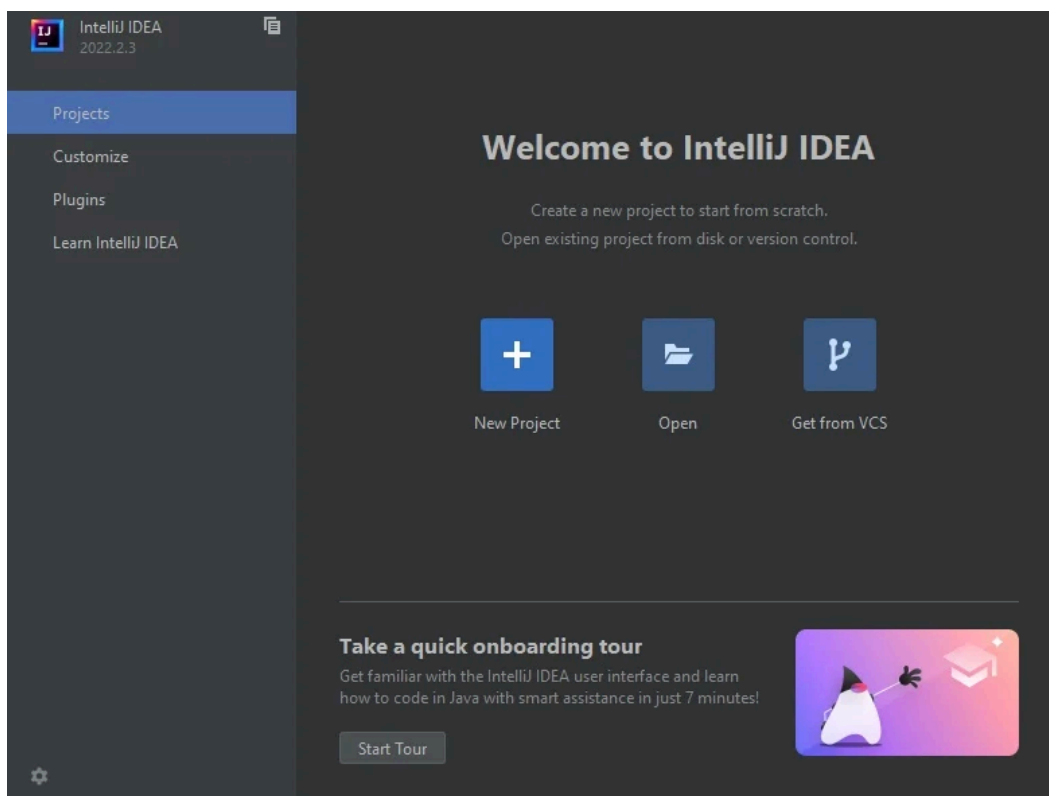 IJ
IntelliJ IDEA
2022.2.3
Projects
Customize
Plugins
Learn IntelliJ IDEA
Welcome to IntelliJ IDEA
Create a new project to start from scratch.
Open existing project from disk or version control.
New Project
Open
Get from VCS
Take a quick onboarding tour
Get familiar with the IntelliJ IDEA user interface and learn
how to code in Java with smart assistance in just 7 minutes!
Start Tour